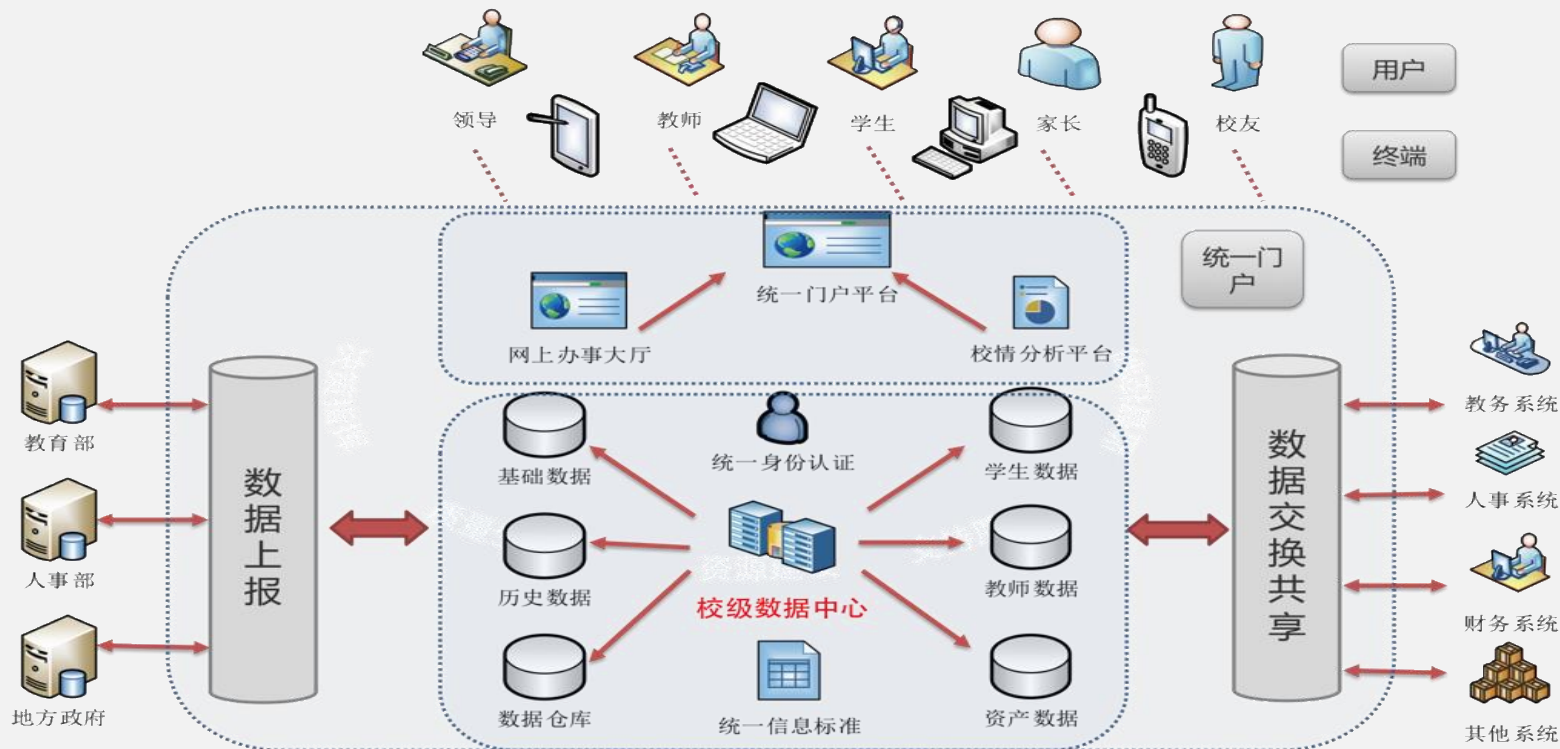 领导
教师
学生
家长
校友
用户
终端
统一门
户
统一门户平台
网上办事大厅
校情分析平台
教育部
人事部
地方政府
数据上报
基础数据
历史数据
数据仓库
统一身份认证
校级数据中心
统一信息标准
学生数据
教师数据
资产数据
数据交换共享
教务系统
人事系统
财务系统
其他系统